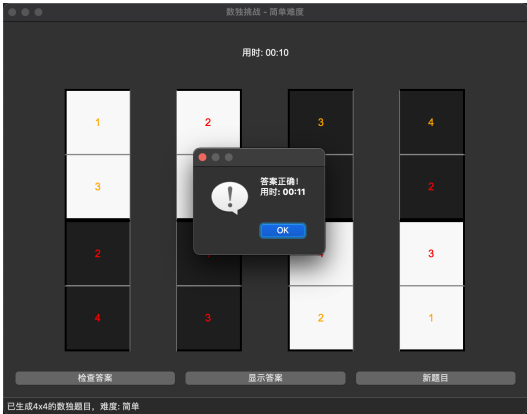 数独挑战 - 简单难度
用时: 00:10
1 2 3 4
答案正确!
用时: 00:11
3 2
OK
2 3
4 3 2 1
检查答案 显示答案 新题目
已生成4x4的数独题目，难度: 简单